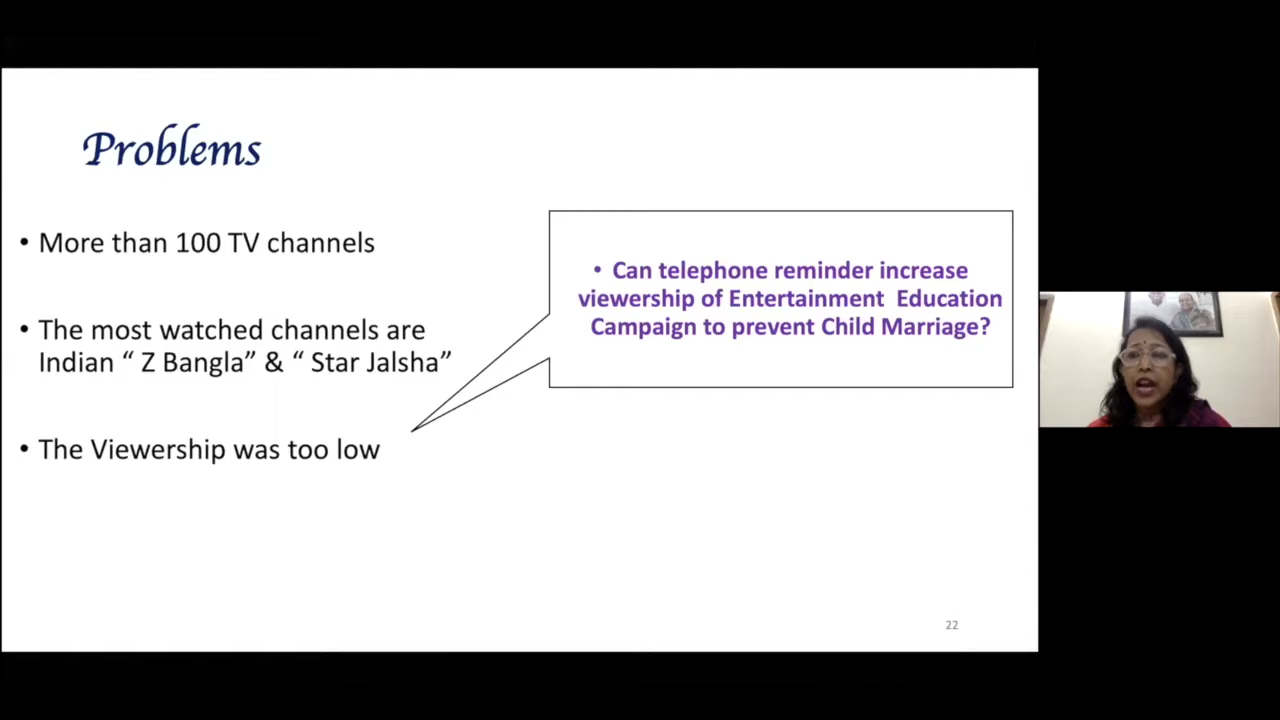 Problems
• More than 100 TV channels
• The most watched channels are
Indian “ Z Bangla” & “ Star Jalsha”
• The Viewership was too low
• Can telephone reminder increase
viewership of Entertainment  Education
Campaign to prevent Child Marriage?
22